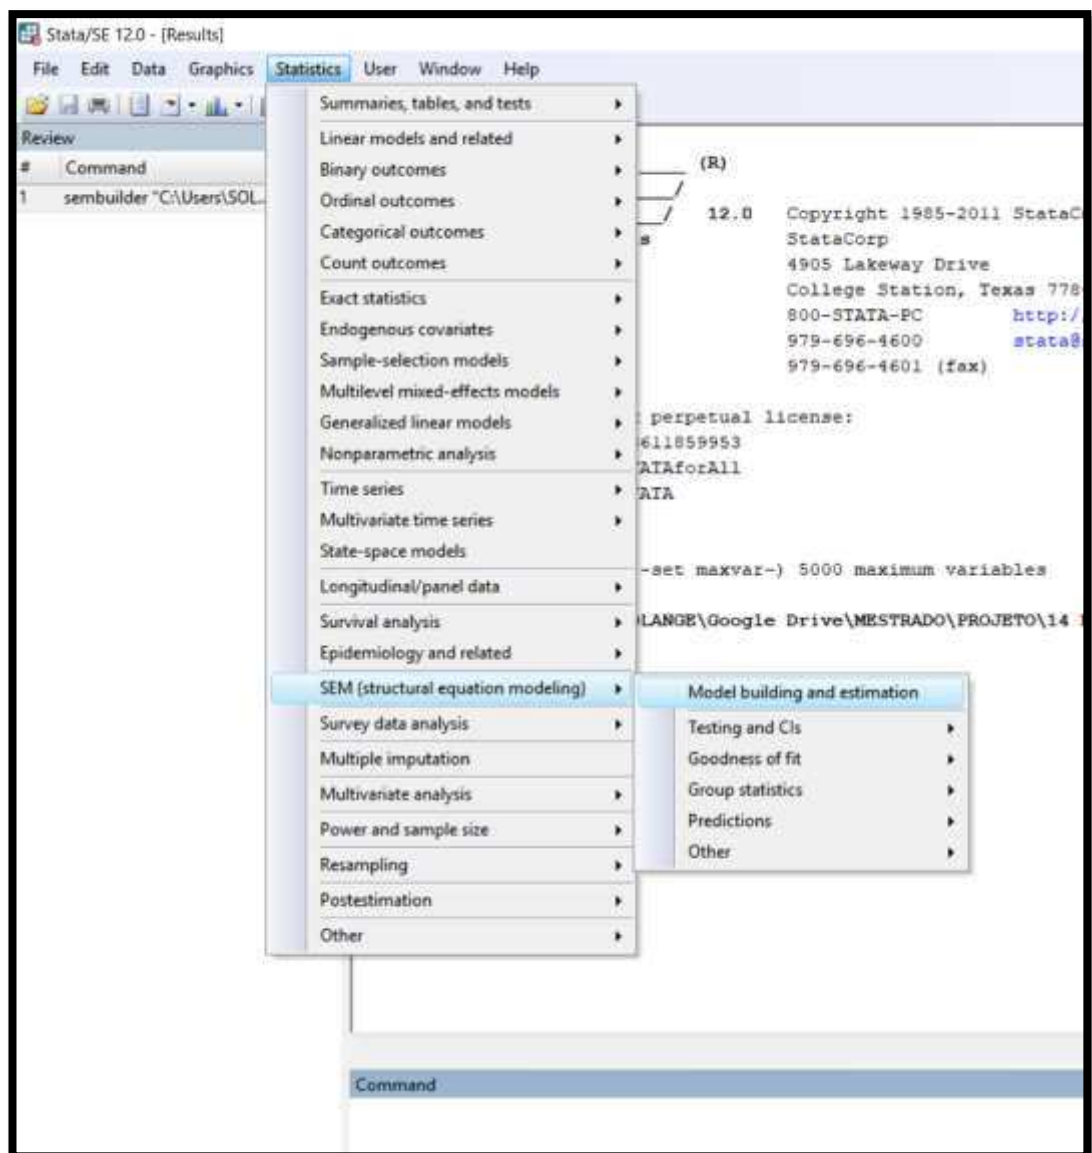 Stata/SE 12.0 - [Results]
File Edit Data Graphics Statistics User Window Help
Review
# Command
1 sembuilder "C:\Users\SOL...
Summaries, tables, and tests
Linear models and related
Binary outcomes
Ordinal outcomes
Categorical outcomes
Count outcomes
Exact statistics
Endogenous covariates
Sample-selection models
Multilevel mixed-effects models
Generalized linear models
Nonparametric analysis
Time series
Multivariate time series
State-space models
Longitudinal/panel data
Survival analysis
Epidemiology and related
SEM (structural equation modeling)
Survey data analysis
Multiple imputation
Multivariate analysis
Power and sample size
Resampling
Postestimation
Other
Model building and estimation
Testing and CIs
Goodness of fit
Group statistics
Predictions
Other
(R)
12.0 Copyright 1985-2011 StataC
s StataCorp
4905 Lakeway Drive
College Station, Texas 778
800-STATA-PC http:/
979-696-4600 stata@
979-696-4601 (fax)
perpetual license:
611859953
ATAforAll
ATA
-set maxvar-) 5000 maximum variables
LANGE\Google Drive\MESTRADO\PROJETO\14
Command